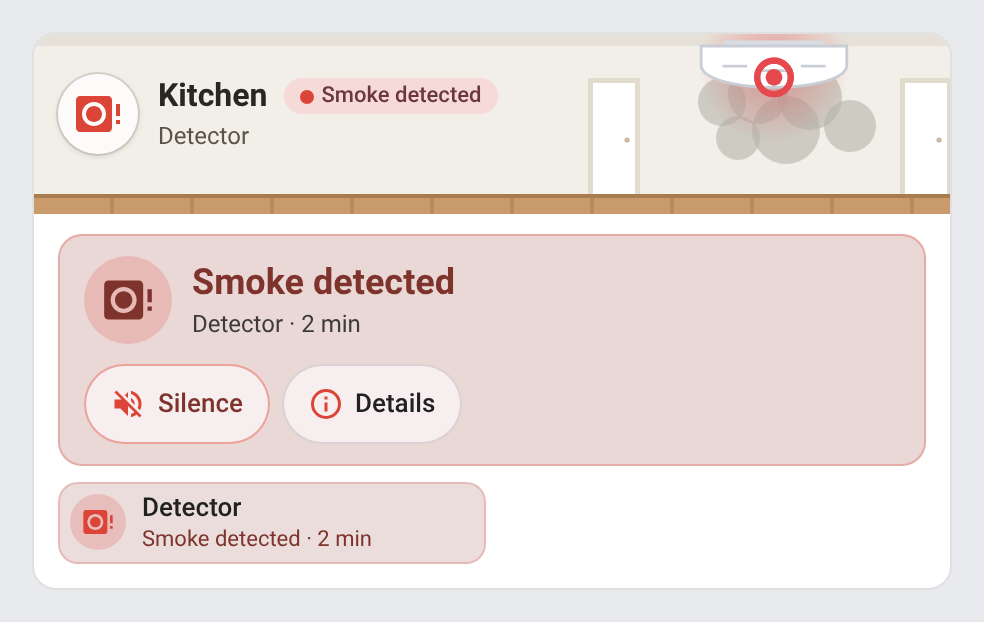 Kitchen
Smoke detected
Detector
Smoke detected
Detector · 2 min
Silence
Details
Detector
Smoke detected · 2 min